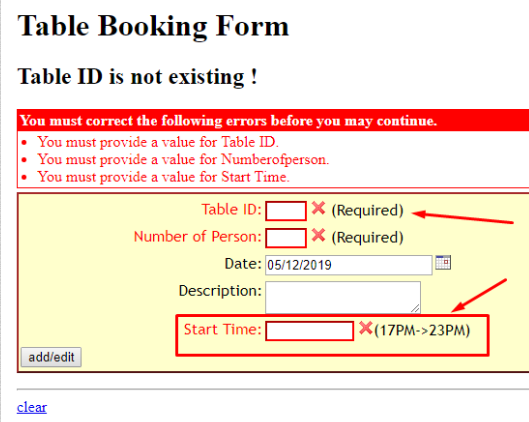 Table Booking Form
Table ID is not existing !
You must correct the following errors before you may continue.
You must provide a value for Table ID.
You must provide a value for Numberofperson.
You must provide a value for Start Time.
Table ID: (Required)
Number of Person: (Required)
Date: 05/12/2019
Description:
Start Time: (17PM->23PM)
add/edit
clear